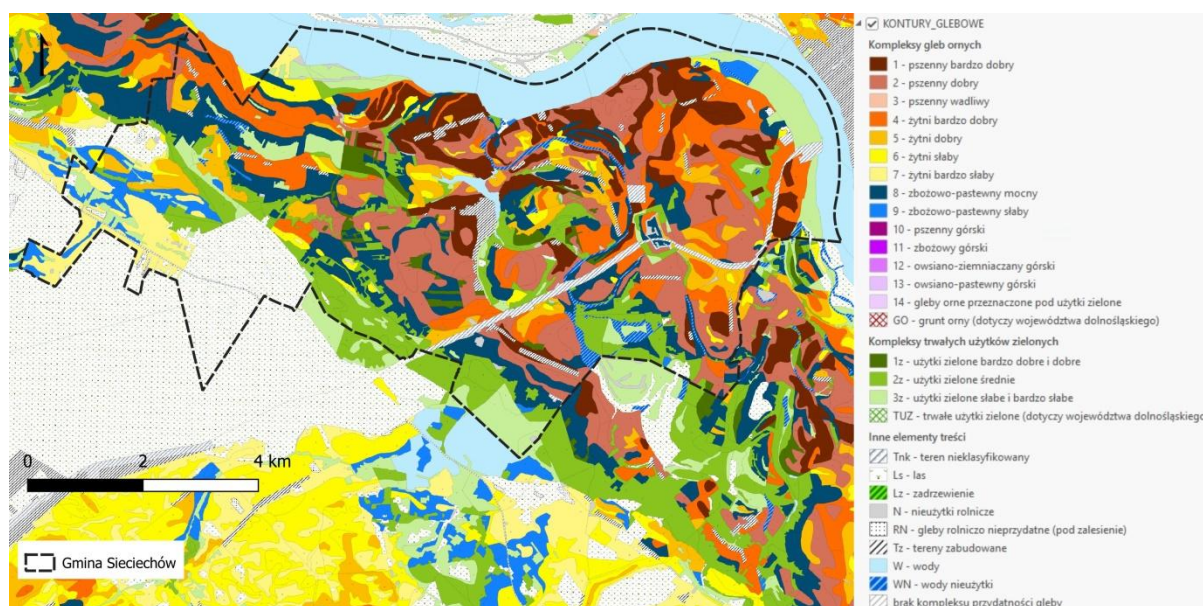 KONTURY_GLEBOWE
Kompleksy gleb ornych
1 - pszenny bardzo dobry
2 - pszenny dobry
3 - pszenny wadliwy
4 - żytni bardzo dobry
5 - żytni dobry
6 - żytni słaby
7 - żytni bardzo słaby
8 - zbożowo-pastewny mocny
9 - zbożowo-pastewny słaby
10 - pszenny górski
11 - zbożowy górski
12 - owsiano-ziemniaczany górski
13 - owsiano-pastewny górski
14 - gleby orne przeznaczone pod użytki zielone
GO - grunt orny (dotyczy województwa dolnośląskiego)
Kompleksy trwałych użytków zielonych
1z - użytki zielone bardzo dobre i dobre
2z - użytki zielone średnie
3z - użytki zielone słabe i bardzo słabe
TUZ - trwałe użytki zielone (dotyczy województwa dolnośląskiego
Inne elementy treści
Tnk - teren nieklasyfikowany
Ls - las
Lz - zadrzewienie
N - nieużytki rolnicze
RN - gleby rolniczo nieprzydatne (pod zalesienie)
Tz - tereny zabudowane
W - wody
WN - wody nieużytki
brak kompleksu przydatności gleby
0 2 4 km
Gmina Sieciechów